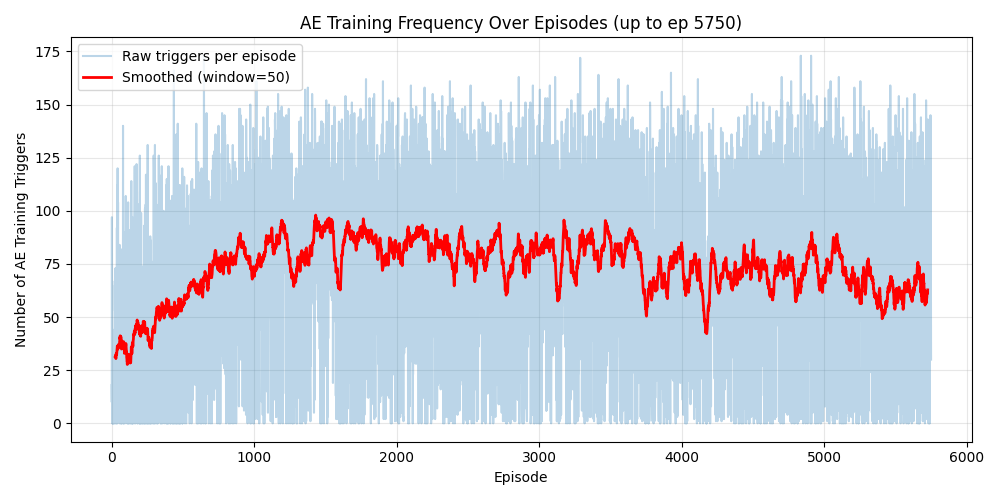 AE Training Frequency Over Episodes (up to ep 5750)
Raw triggers per episode
Smoothed (window=50)
Number of AE Training Triggers
175
150
125
100
75
50
25
0
0 1000 2000 3000 4000 5000 6000
Episode